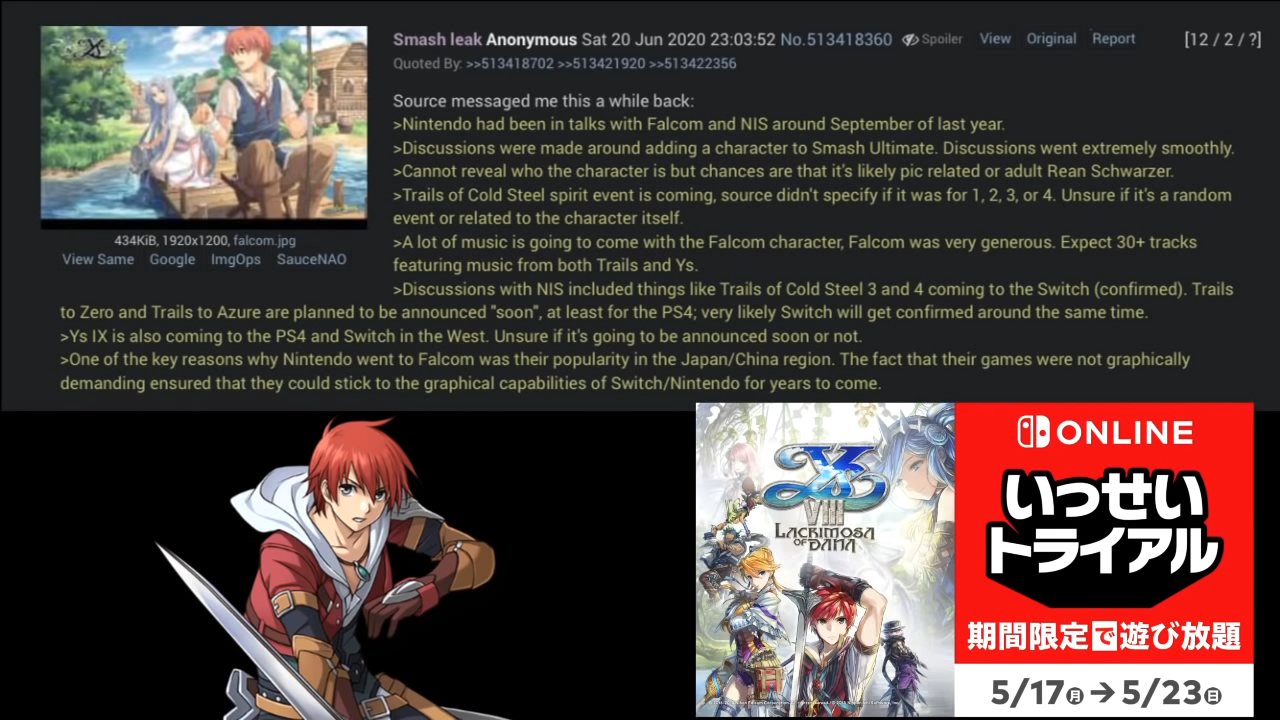 Smash leak Anonymous Sat 20 Jun 2020 23:03:52 No.513418360 Spoiler View Original Report [12 / 2 / ?]
Quoted By: >>513418702 >>513421920 >>513422356
Source messaged me this a while back:
>Nintendo had been in talks with Falcom and NIS around September of last year.
>Discussions were made around adding a character to Smash Ultimate. Discussions went extremely smoothly.
>Cannot reveal who the character is but chances are that it's likely pic related or adult Rean Schwarzer.
>Trails of Cold Steel spirit event is coming, source didn't specify if it was for 1, 2, 3, or 4. Unsure if it's a random
event or related to the character itself.
>A lot of music is going to come with the Falcom character, Falcom was very generous. Expect 30+ tracks
featuring music from both Trails and Ys.
>Discussions with NIS included things like Trails of Cold Steel 3 and 4 coming to the Switch (confirmed). Trails
to Zero and Trails to Azure are planned to be announced "soon", at least for the PS4; very likely Switch will get confirmed around the same time.
>Ys IX is also coming to the PS4 and Switch in the West. Unsure if it's going to be announced soon or not.
>One of the key reasons why Nintendo went to Falcom was their popularity in the Japan/China region. The fact that their games were not graphically
demanding ensured that they could stick to the graphical capabilities of Switch/Nintendo for years to come.
434KiB, 1920x1200, falcom.jpg
View Same Google ImgOps SauceNAO
Ys
VIII
LACRIMOSA
OF DANA
ONLINE
いっせい
トライアル
期間限定で遊び放題
5/17月→5/23日